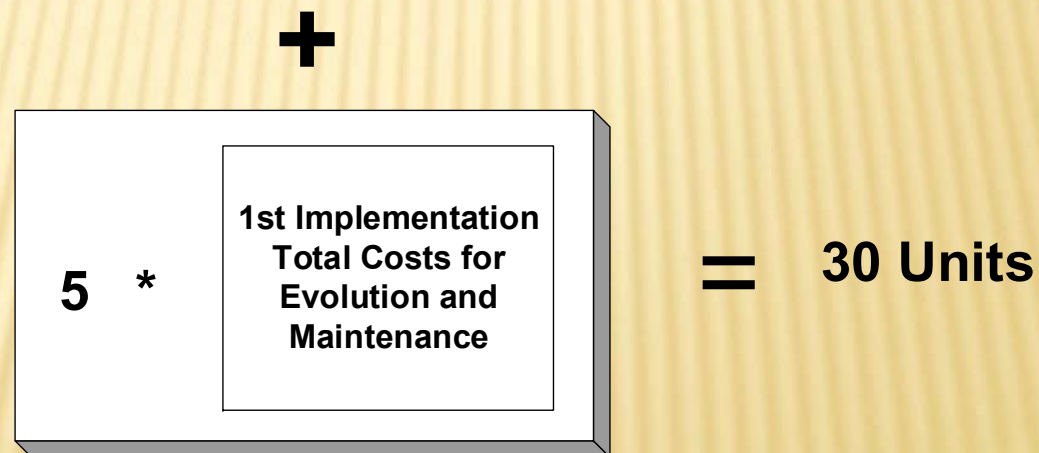 +
5 *
1st Implementation
Total Costs for
Evolution and
Maintenance
= 30 Units